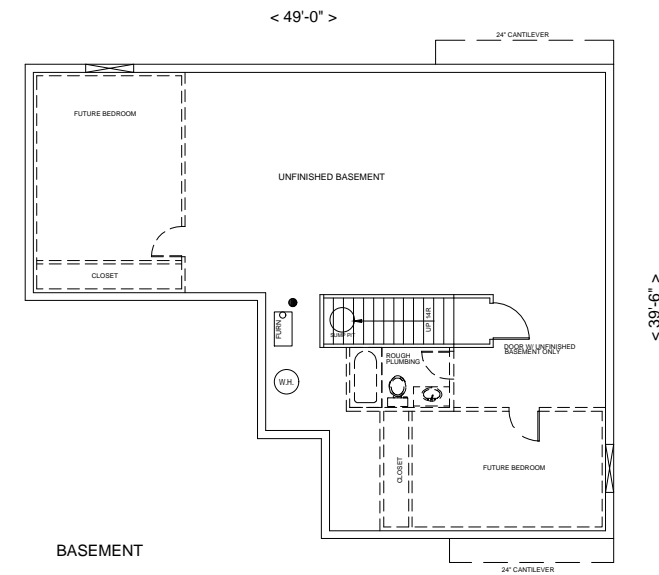 < 49'-0" >
24" CANTILEVER
FUTURE BEDROOM
UNFINISHED BASEMENT
CLOSET
< 39'-6" >
FURN
SUMP PIT
UP 14R
DOOR W/ UNFINISHED
BASEMENT ONLY
ROUGH
PLUMBING
W.H.
CLOSET
FUTURE BEDROOM
BASEMENT
24" CANTILEVER